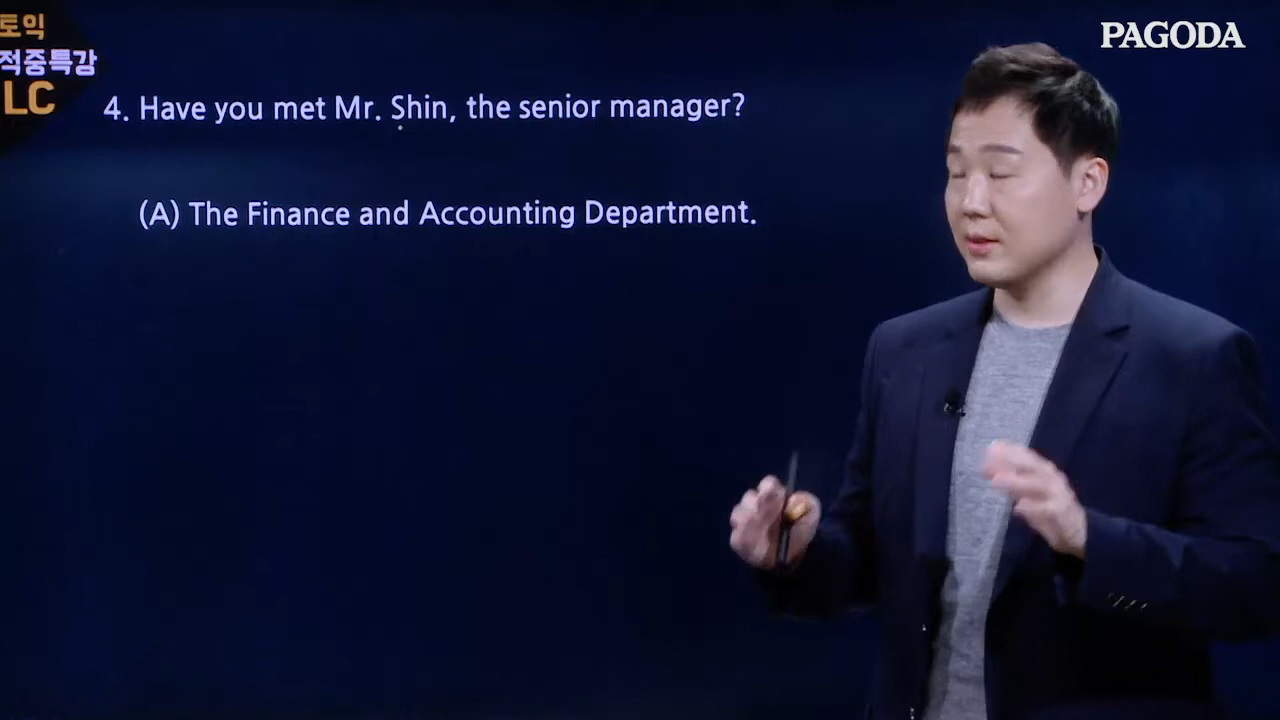 토익
적중특강
LC
PAGODA
4. Have you met Mr. Shin, the senior manager?
(A) The Finance and Accounting Department.